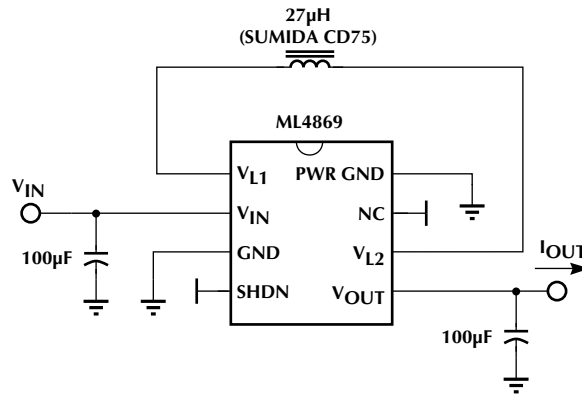 27µH
(SUMIDA CD75)
ML4869
VL1
PWR GND
VIN
VIN
NC
100µF
GND
VL2
IOUT
SHDN
VOUT
100µF